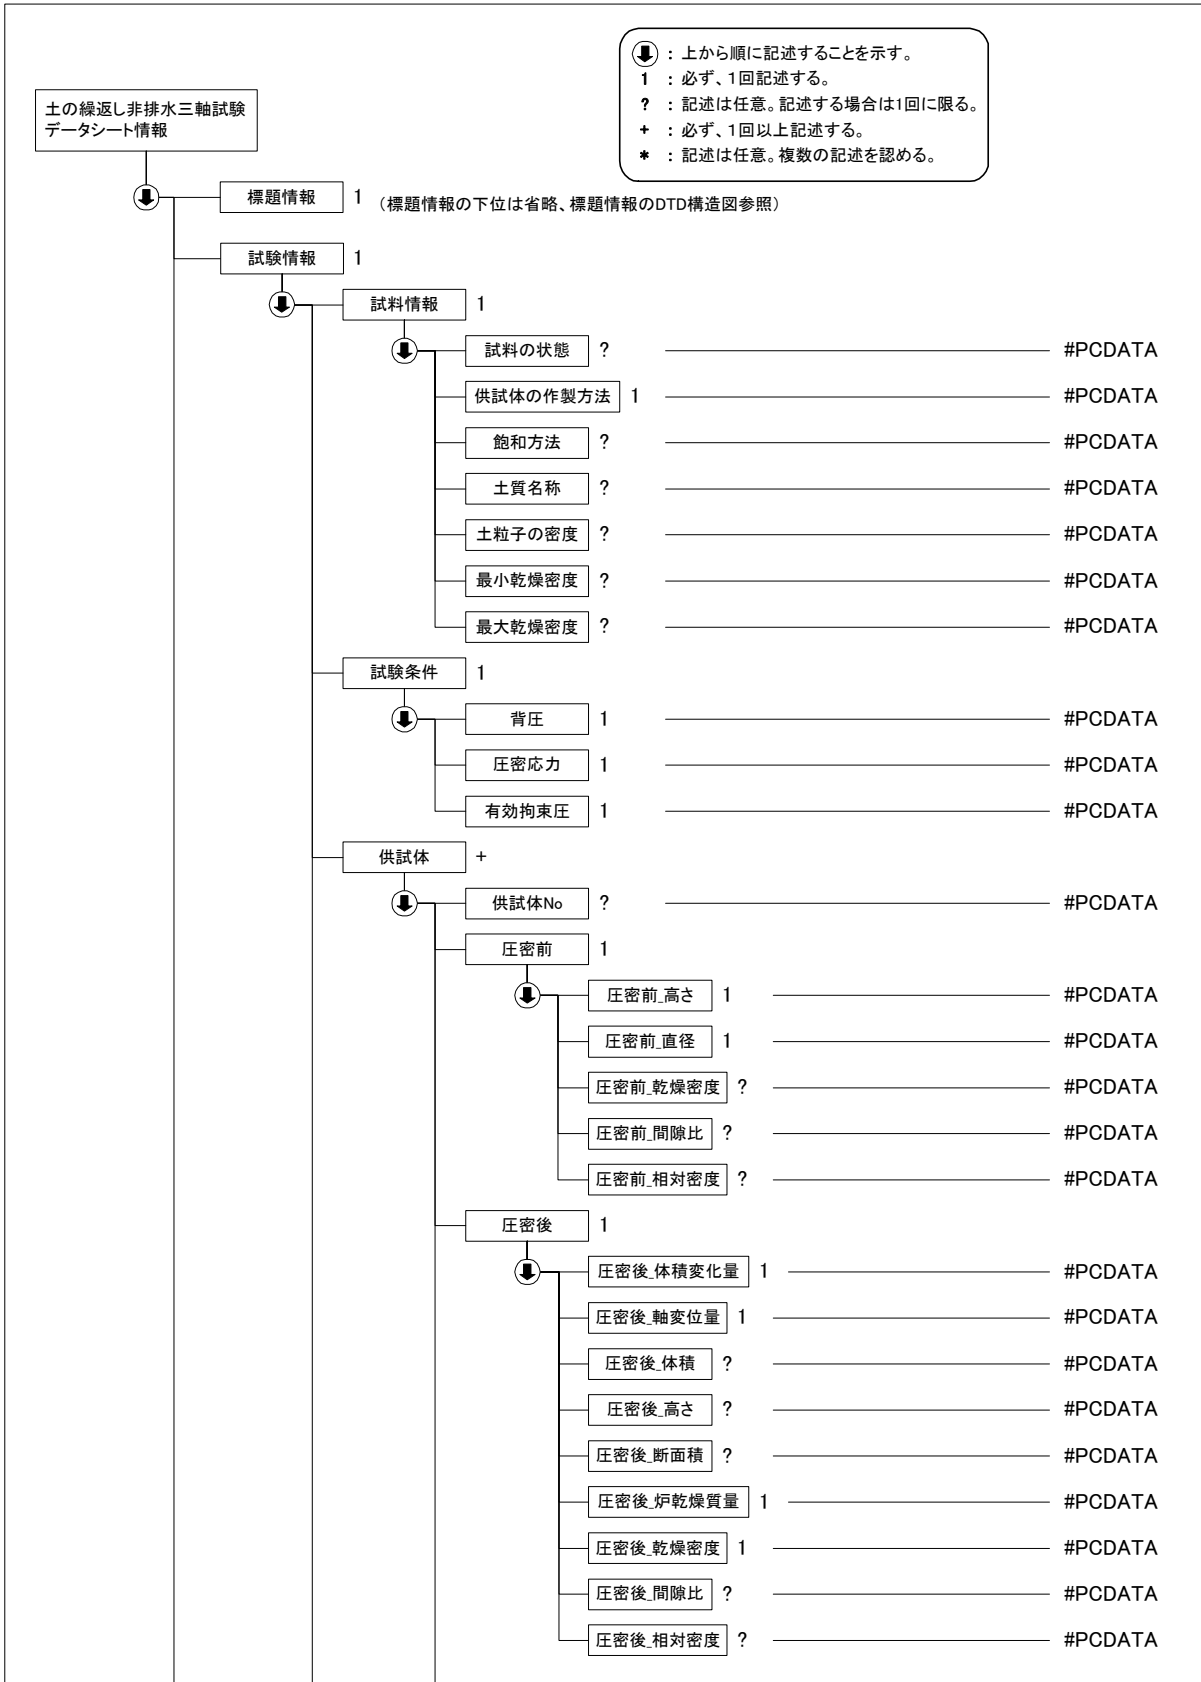 ⬇ : 上から順に記述することを示す。
1 : 必ず、1回記述する。
? : 記述は任意。記述する場合は1回に限る。
+ : 必ず、1回以上記述する。
* : 記述は任意。複数の記述を認める。
土の繰返し非排水三軸試験
データシート情報
標題情報 1 (標題情報の下位は省略、標題情報のDTD構造図参照)
試験情報 1
試料情報 1
試料の状態 ? #PCDATA
供試体の作製方法 1 #PCDATA
飽和方法 ? #PCDATA
土質名称 ? #PCDATA
土粒子の密度 ? #PCDATA
最小乾燥密度 ? #PCDATA
最大乾燥密度 ? #PCDATA
試験条件 1
背圧 1 #PCDATA
圧密応力 1 #PCDATA
有効拘束圧 1 #PCDATA
供試体 +
供試体No ? #PCDATA
圧密前 1
圧密前_高さ 1 #PCDATA
圧密前_直径 1 #PCDATA
圧密前_乾燥密度 ? #PCDATA
圧密前_間隙比 ? #PCDATA
圧密前_相対密度 ? #PCDATA
圧密後 1
圧密後_体積変化量 1 #PCDATA
圧密後_軸変位量 1 #PCDATA
圧密後_体積 ? #PCDATA
圧密後_高さ ? #PCDATA
圧密後_断面積 ? #PCDATA
圧密後_炉乾燥質量 1 #PCDATA
圧密後_乾燥密度 1 #PCDATA
圧密後_間隙比 ? #PCDATA
圧密後_相対密度 ? #PCDATA